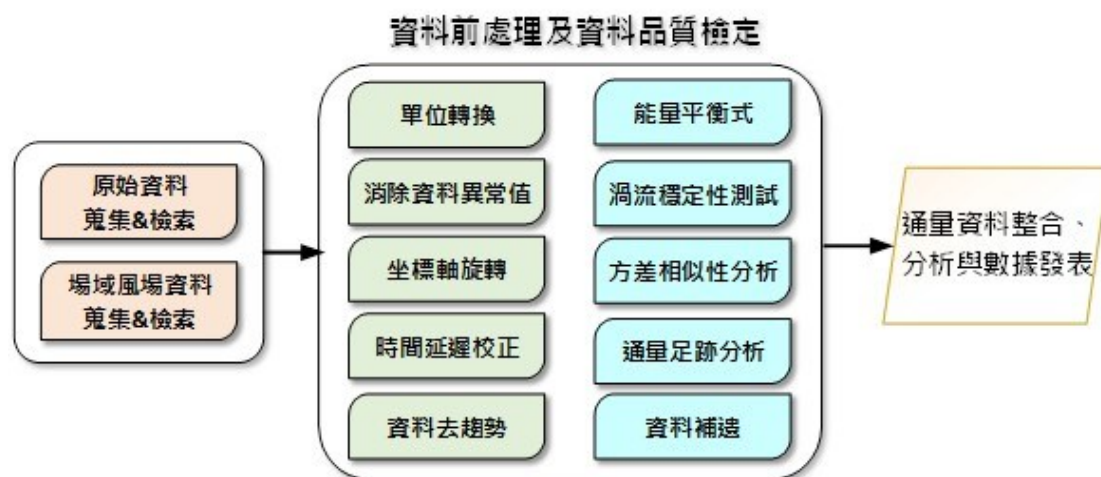 資料前處理及資料品質檢定
原始資料
蒐集&檢索
場域風場資料
蒐集&檢索
單位轉換
消除資料異常值
坐標軸旋轉
時間延遲校正
資料去趨勢
能量平衡式
渦流穩定性測試
方差相似性分析
通量足跡分析
資料補遺
通量資料整合、
分析與數據發表